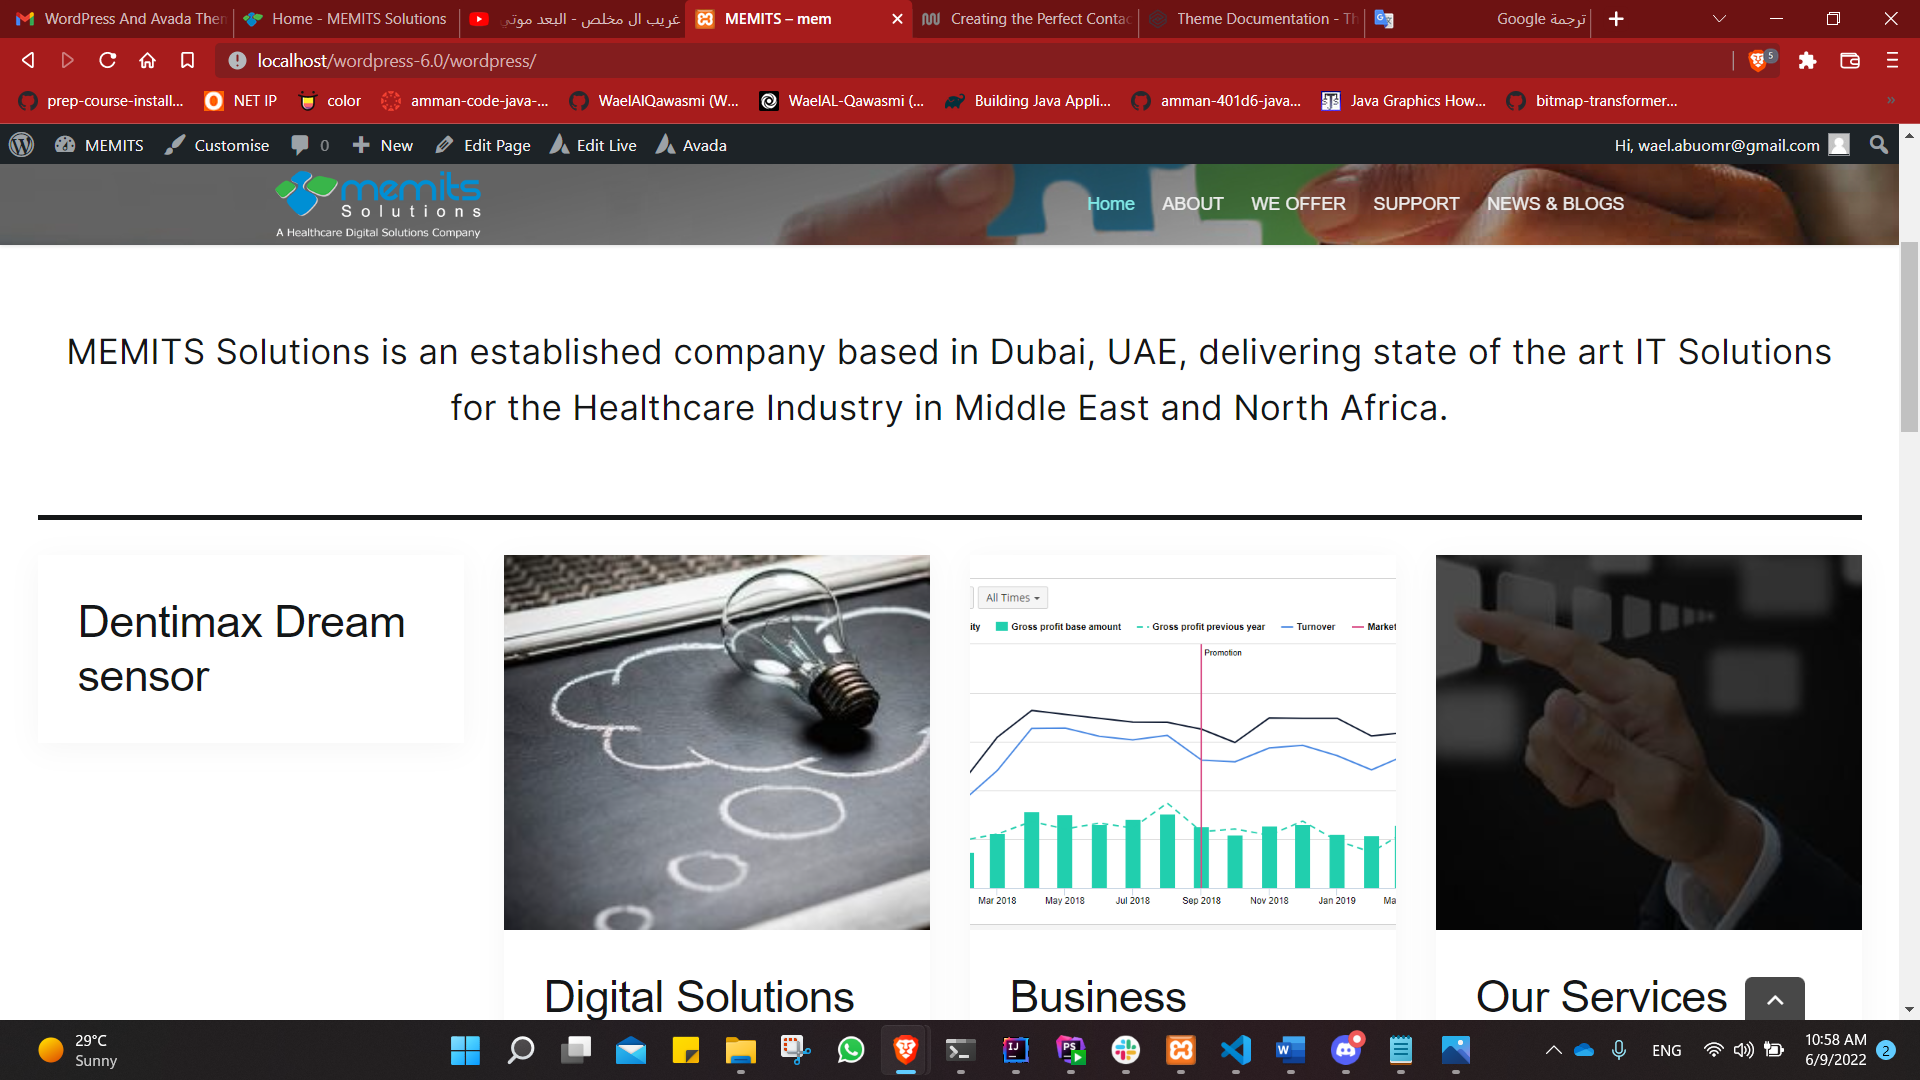 WordPress And Avada Then
Home - MEMITS Solutions
غريب ال مخلص - البعد موتي
MEMITS – mem
Creating the Perfect Contac
Theme Documentation - Th
ترجمة Google
localhost/wordpress-6.0/wordpress/
5
prep-course-install...
NET IP
color
amman-code-java-...
WaelAlQawasmi (W...
WaelAL-Qawasmi (...
Building Java Appli...
amman-401d6-java...
Java Graphics How...
bitmap-transformer...
MEMITS
Customise
0
New
Edit Page
Edit Live
Avada
Hi, wael.abuomr@gmail.com
memits
Solutions
A Healthcare Digital Solutions Company
Home
ABOUT
WE OFFER
SUPPORT
NEWS & BLOGS
MEMITS Solutions is an established company based in Dubai, UAE, delivering state of the art IT Solutions
for the Healthcare Industry in Middle East and North Africa.
Dentimax Dream
sensor
All Times
ity
Gross profit base amount
Gross profit previous year
Turnover
Market
Promotion
Mar 2018
May 2018
Jul 2018
Sep 2018
Nov 2018
Jan 2019
Ma
Digital Solutions
Business
Our Services
29°C
Sunny
IJ
PS
W
ENG
10:58 AM
6/9/2022
2